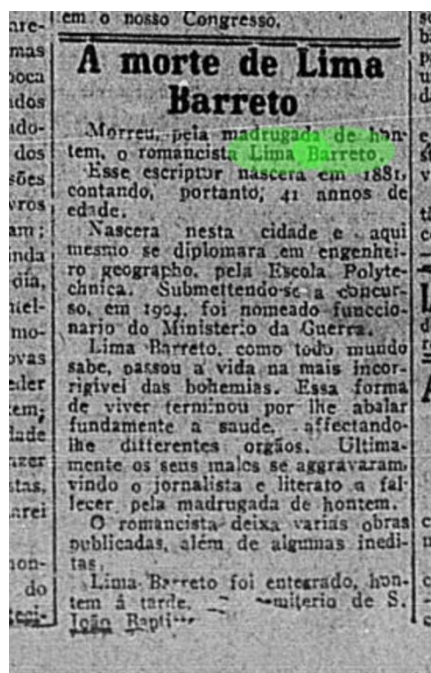 em o nosso Congresso.
A morte de Lima
Barreto
Morreu, pela madrugada de hon-
tem, o romancista Lima Barreto.
Esse escriptor nascera em 1881,
contando, portanto, 41 annos de
edade.
Nascera nesta cidade e aqui
mesmo se diplomara em engenhei-
ro geographo, pela Escola Polyte-
chnica. Submettendo-se a concur-
so, em 1904, foi nomeado funccio-
nario do Ministerio da Guerra.
Lima Barreto, como todo mundo
sabe, passou a vida na mais incor-
rigivel das bohemias. Essa forma
de viver terminou por lhe abalar
fundamente a saude, affectando-
lhe differentes orgãos. Ultima-
mente os seus males se aggravaram,
vindo o jornalista e literato a fal-
lecer, pela madrugada de hontem.
O romancista deixa varias obras
publicadas, além de algumas inedi-
tas.
Lima Barreto foi entegrado, hon-
tem á tarde, miterio de S.
João Bapti